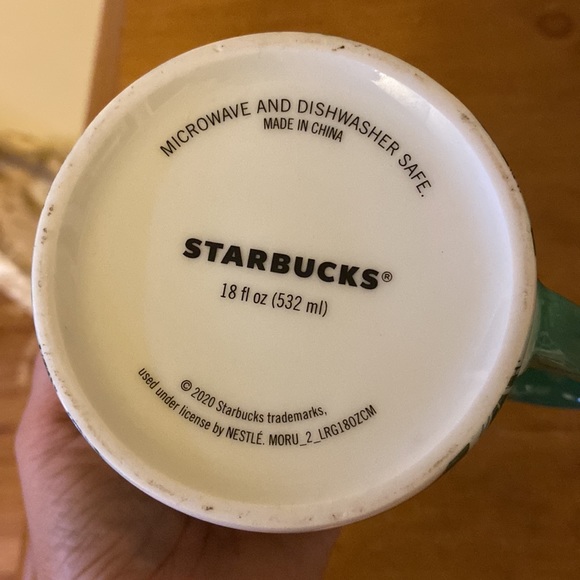 MICROWAVE AND DISHWASHER SAFE.
MADE IN CHINA
STARBUCKS®
18 fl oz (532 ml)
© 2020 Starbucks trademarks,
used under license by NESTLÉ. MORU_2_LRG18OZCM